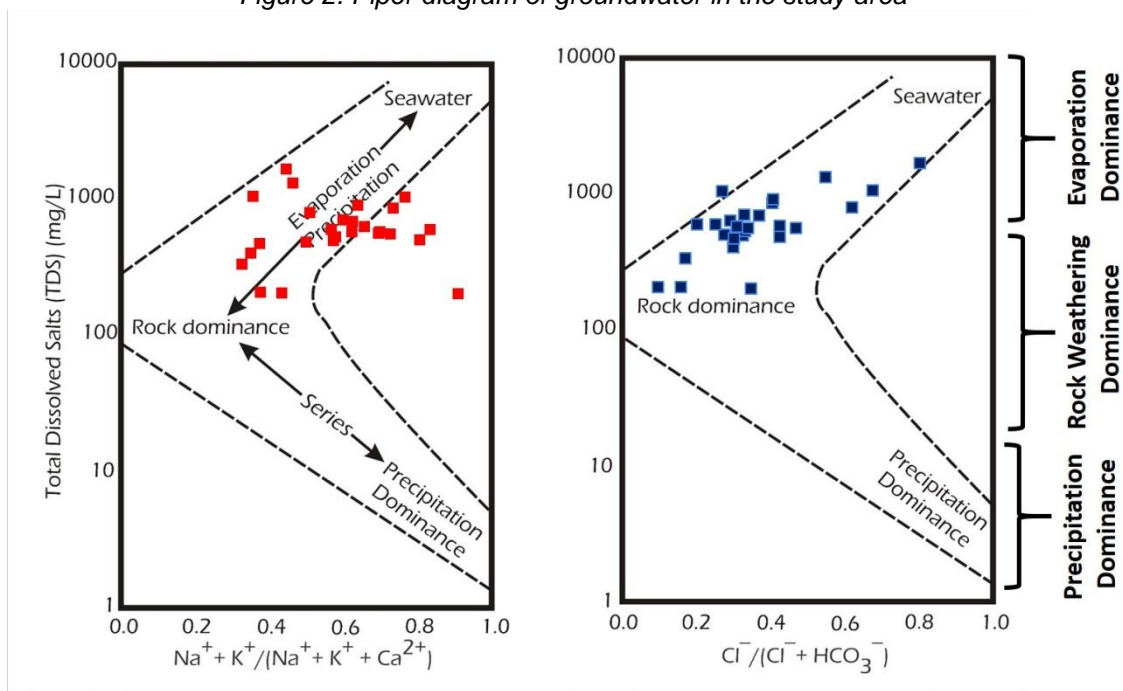 Figure 2. Piper diagram of groundwater in the study area
Total Dissolved Salts (TDS) (mg/L)
10000
1000
100
10
1
Seawater
Evaporation
Precipitation
Rock dominance
Series
Precipitation
Dominance
0.0 0.2 0.4 0.6 0.8 1.0
Na⁺ + K⁺/(Na⁺ + K⁺ + Ca²⁺)
10000
1000
100
10
1
Seawater
Rock dominance
Precipitation
Dominance
0.0 0.2 0.4 0.6 0.8 1.0
Cl⁻/(Cl⁻ + HCO₃⁻)
Evaporation
Dominance
Rock Weathering
Dominance
Precipitation
Dominance